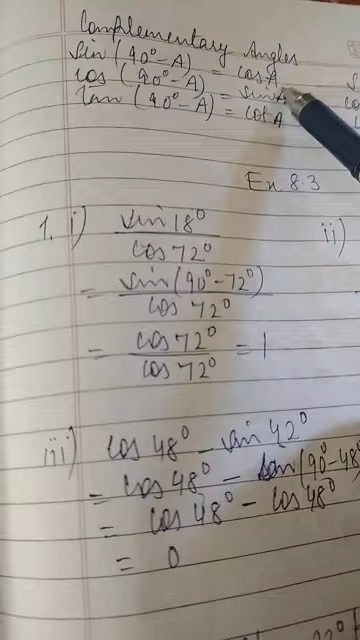 Complementary Angles
sin (90° - A) = cos A
cos (90° - A) = sin A
tan (90° - A) = cot A
Ex 8.3
1. i) sin 18° / cos 72°
ii)
= sin (90° - 72°) / cos 72°
= cos 72° / cos 72° = 1
iii) cos 48° - sin 42°
= cos 48° - sin (90° - 48°
= cos 48° - cos 48°
= 0